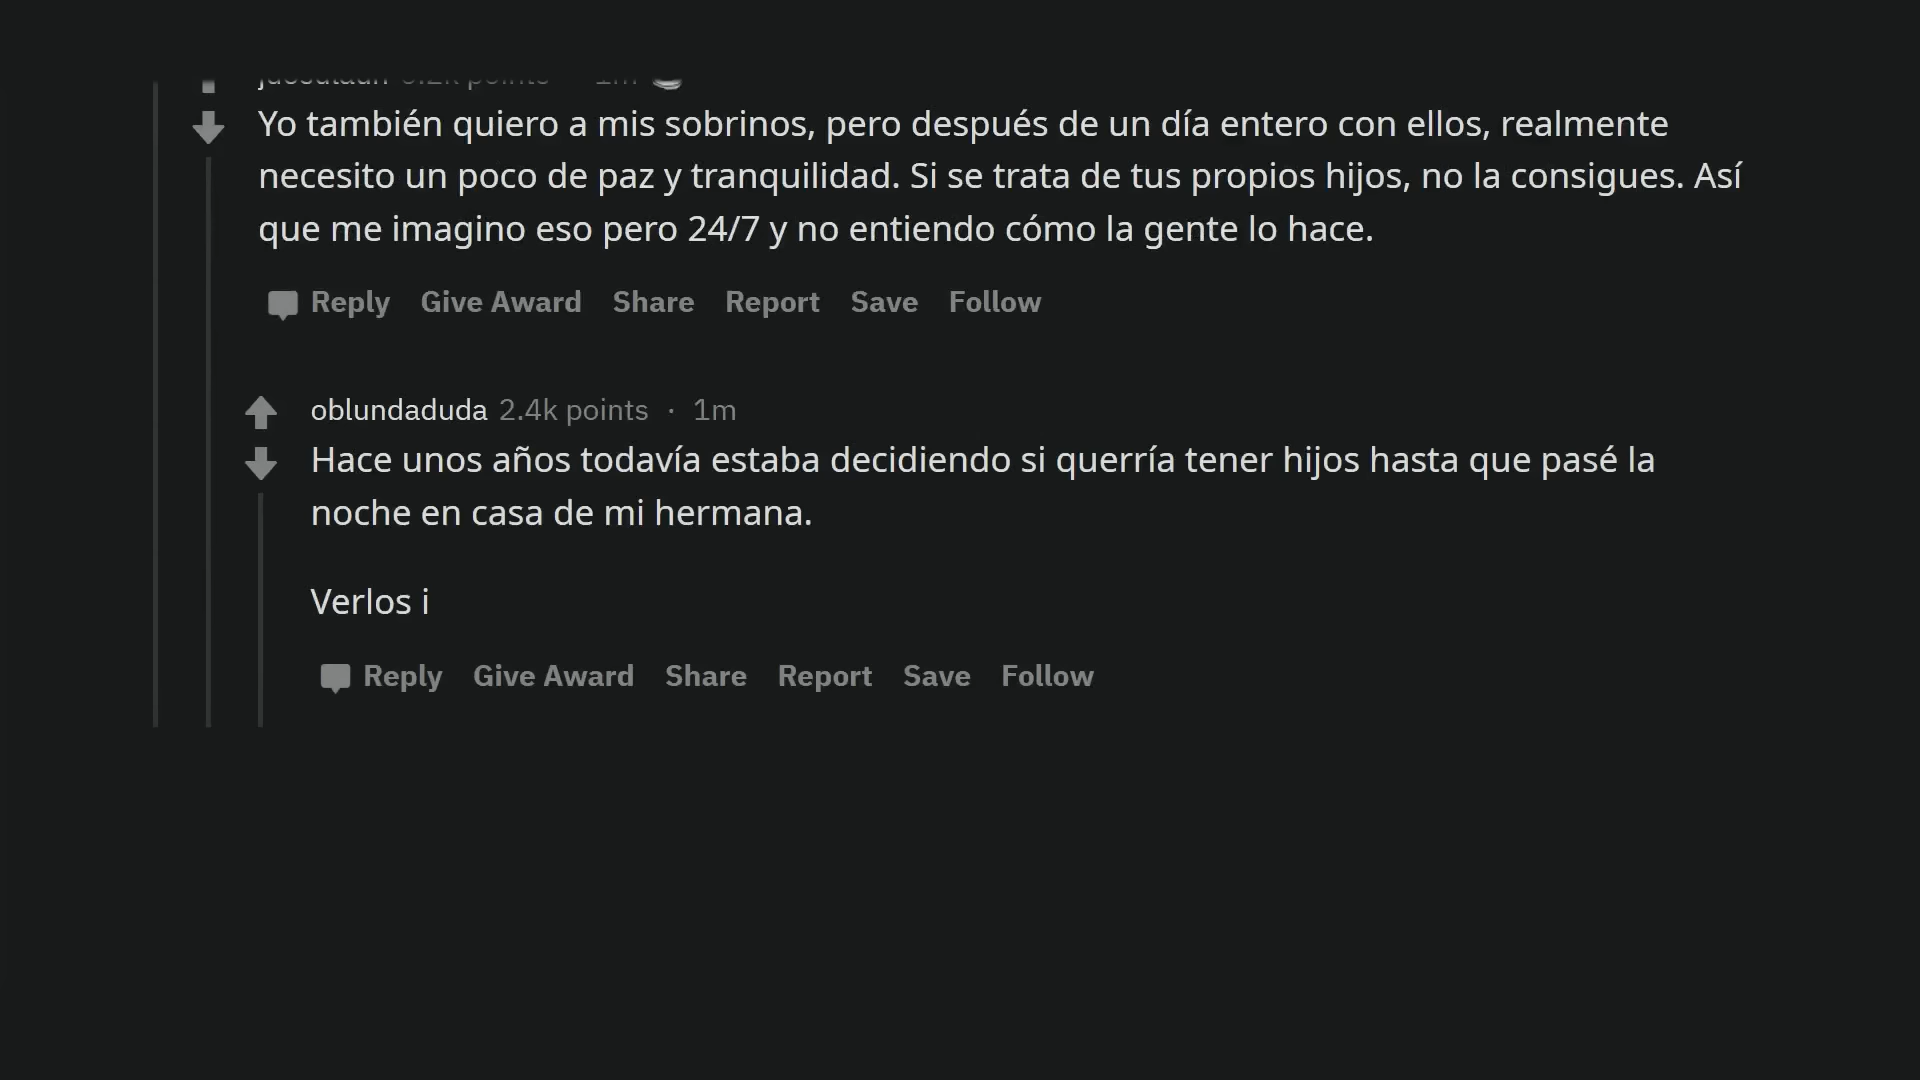 Yo también quiero a mis sobrinos, pero después de un día entero con ellos, realmente
necesito un poco de paz y tranquilidad. Si se trata de tus propios hijos, no la consigues. Así
que me imagino eso pero 24/7 y no entiendo cómo la gente lo hace.
Reply Give Award Share Report Save Follow
oblundaduda 2.4k points · 1m
Hace unos años todavía estaba decidiendo si querría tener hijos hasta que pasé la
noche en casa de mi hermana.
Verlos i
Reply Give Award Share Report Save Follow